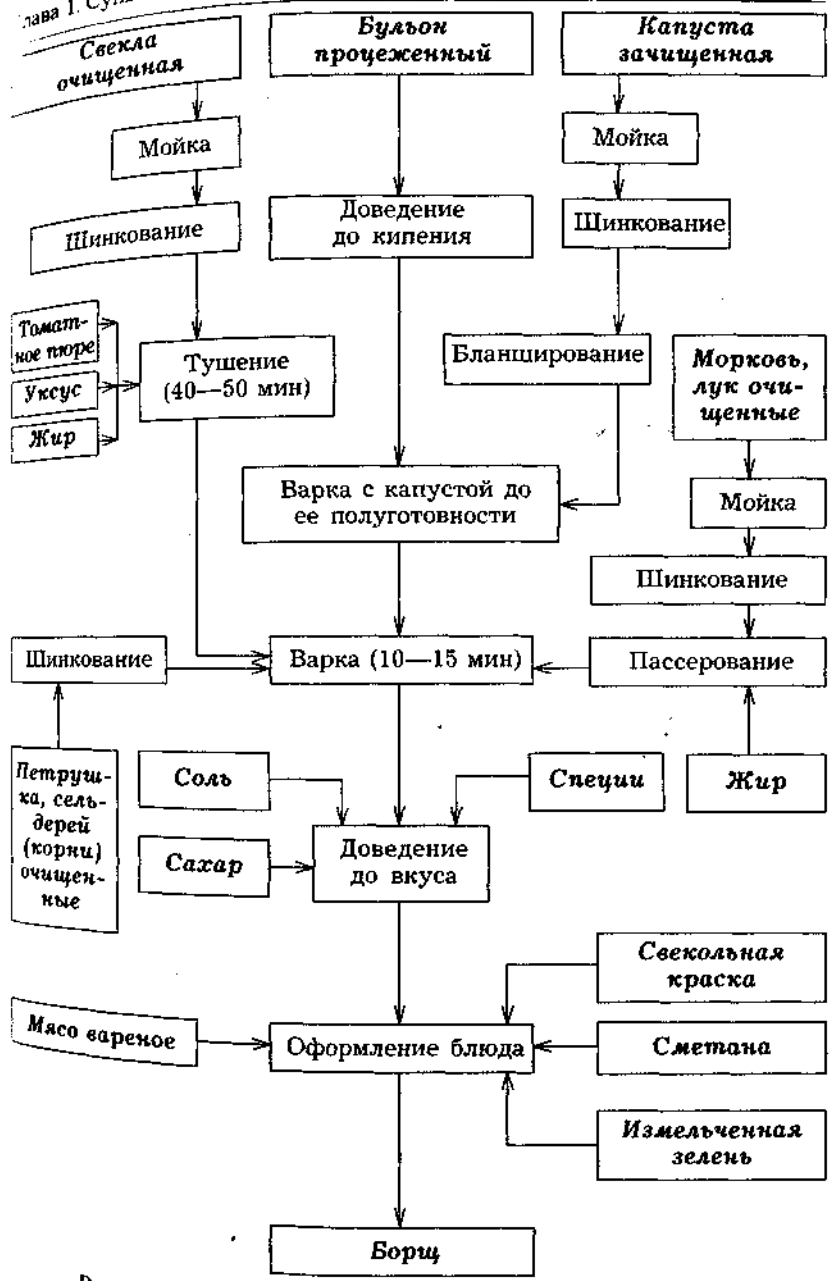 лава 1. Суп
Свекла
очищенная
Бульон
процеженный
Капуста
зачищенная
Мойка
Мойка
Шинкование
Доведение
до кипения
Шинкование
Томат-
ное пюре
Уксус
Жир
Тушение
(40—50 мин)
Бланширование
Морковь,
лук очи-
щенные
Варка с капустой до
ее полуготовности
Мойка
Шинкование
Шинкование
Варка (10—15 мин)
Пассерование
Петруш-
ка, сель-
дерей
(корни)
очищен-
ные
Соль
Специи
Жир
Сахар
Доведение
до вкуса
Свекольная
краска
Мясо вареное
Оформление блюда
Сметана
Измельченная
зелень
Борщ